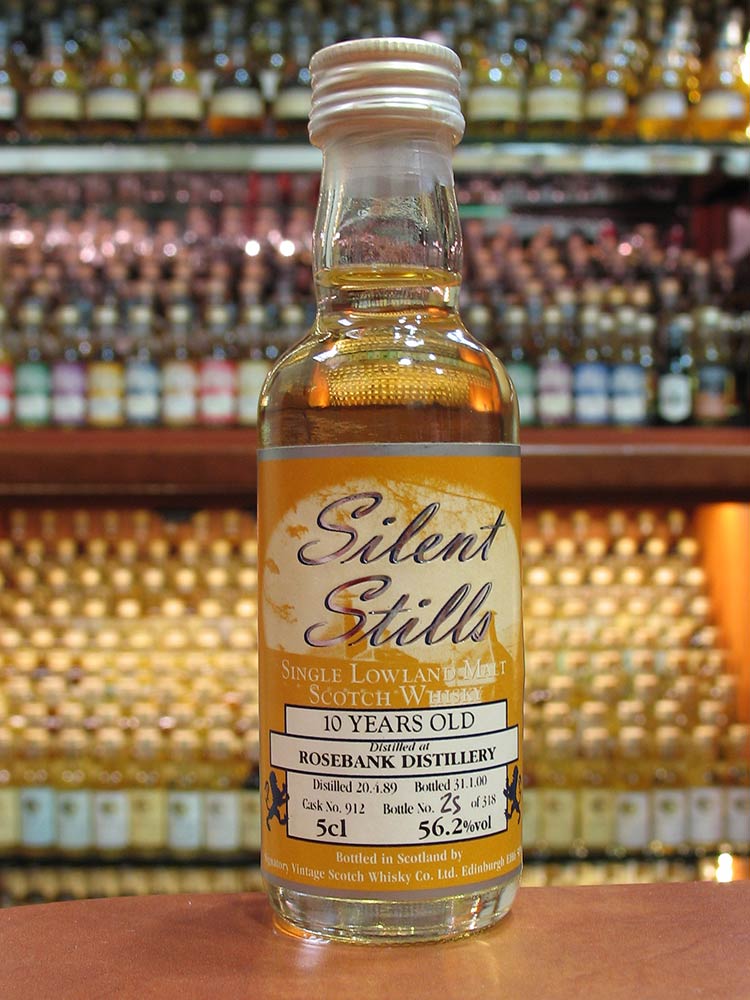 Silent
Stills
Single Lowland Malt
Scotch Whisky
10 YEARS OLD
Distilled at
ROSEBANK DISTILLERY
Distilled 20.4.89 Bottled 31.1.00
Cask No. 912 Bottle No. 25 of 318
5cl 56.2%vol
Bottled in Scotland by
Signatory Vintage Scotch Whisky Co. Ltd. Edinburgh